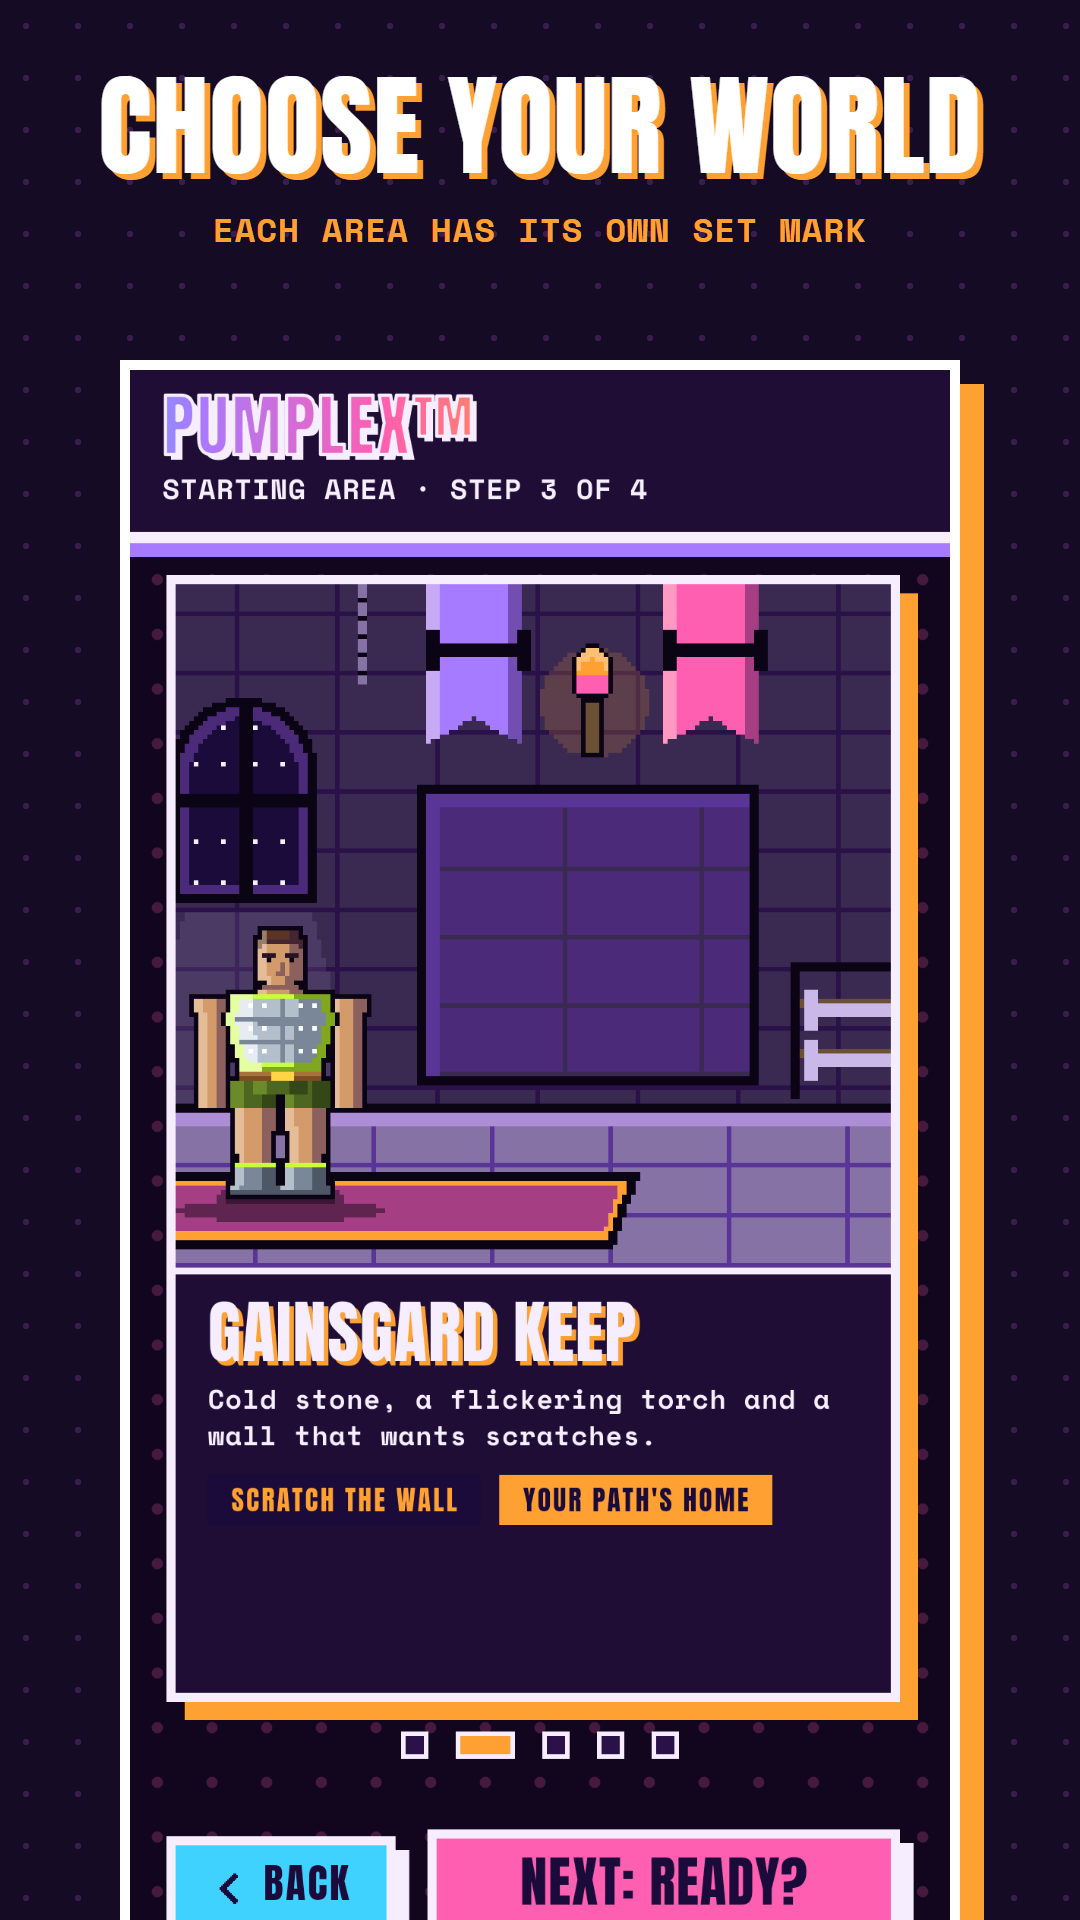 CHOOSE YOUR WORLD
EACH AREA HAS ITS OWN SET MARK
PUMPLEX™
STARTING AREA · STEP 3 OF 4
GAINSGARD KEEP
Cold stone, a flickering torch and a
wall that wants scratches.
SCRATCH THE WALL
YOUR PATH'S HOME
BACK
NEXT: READY?